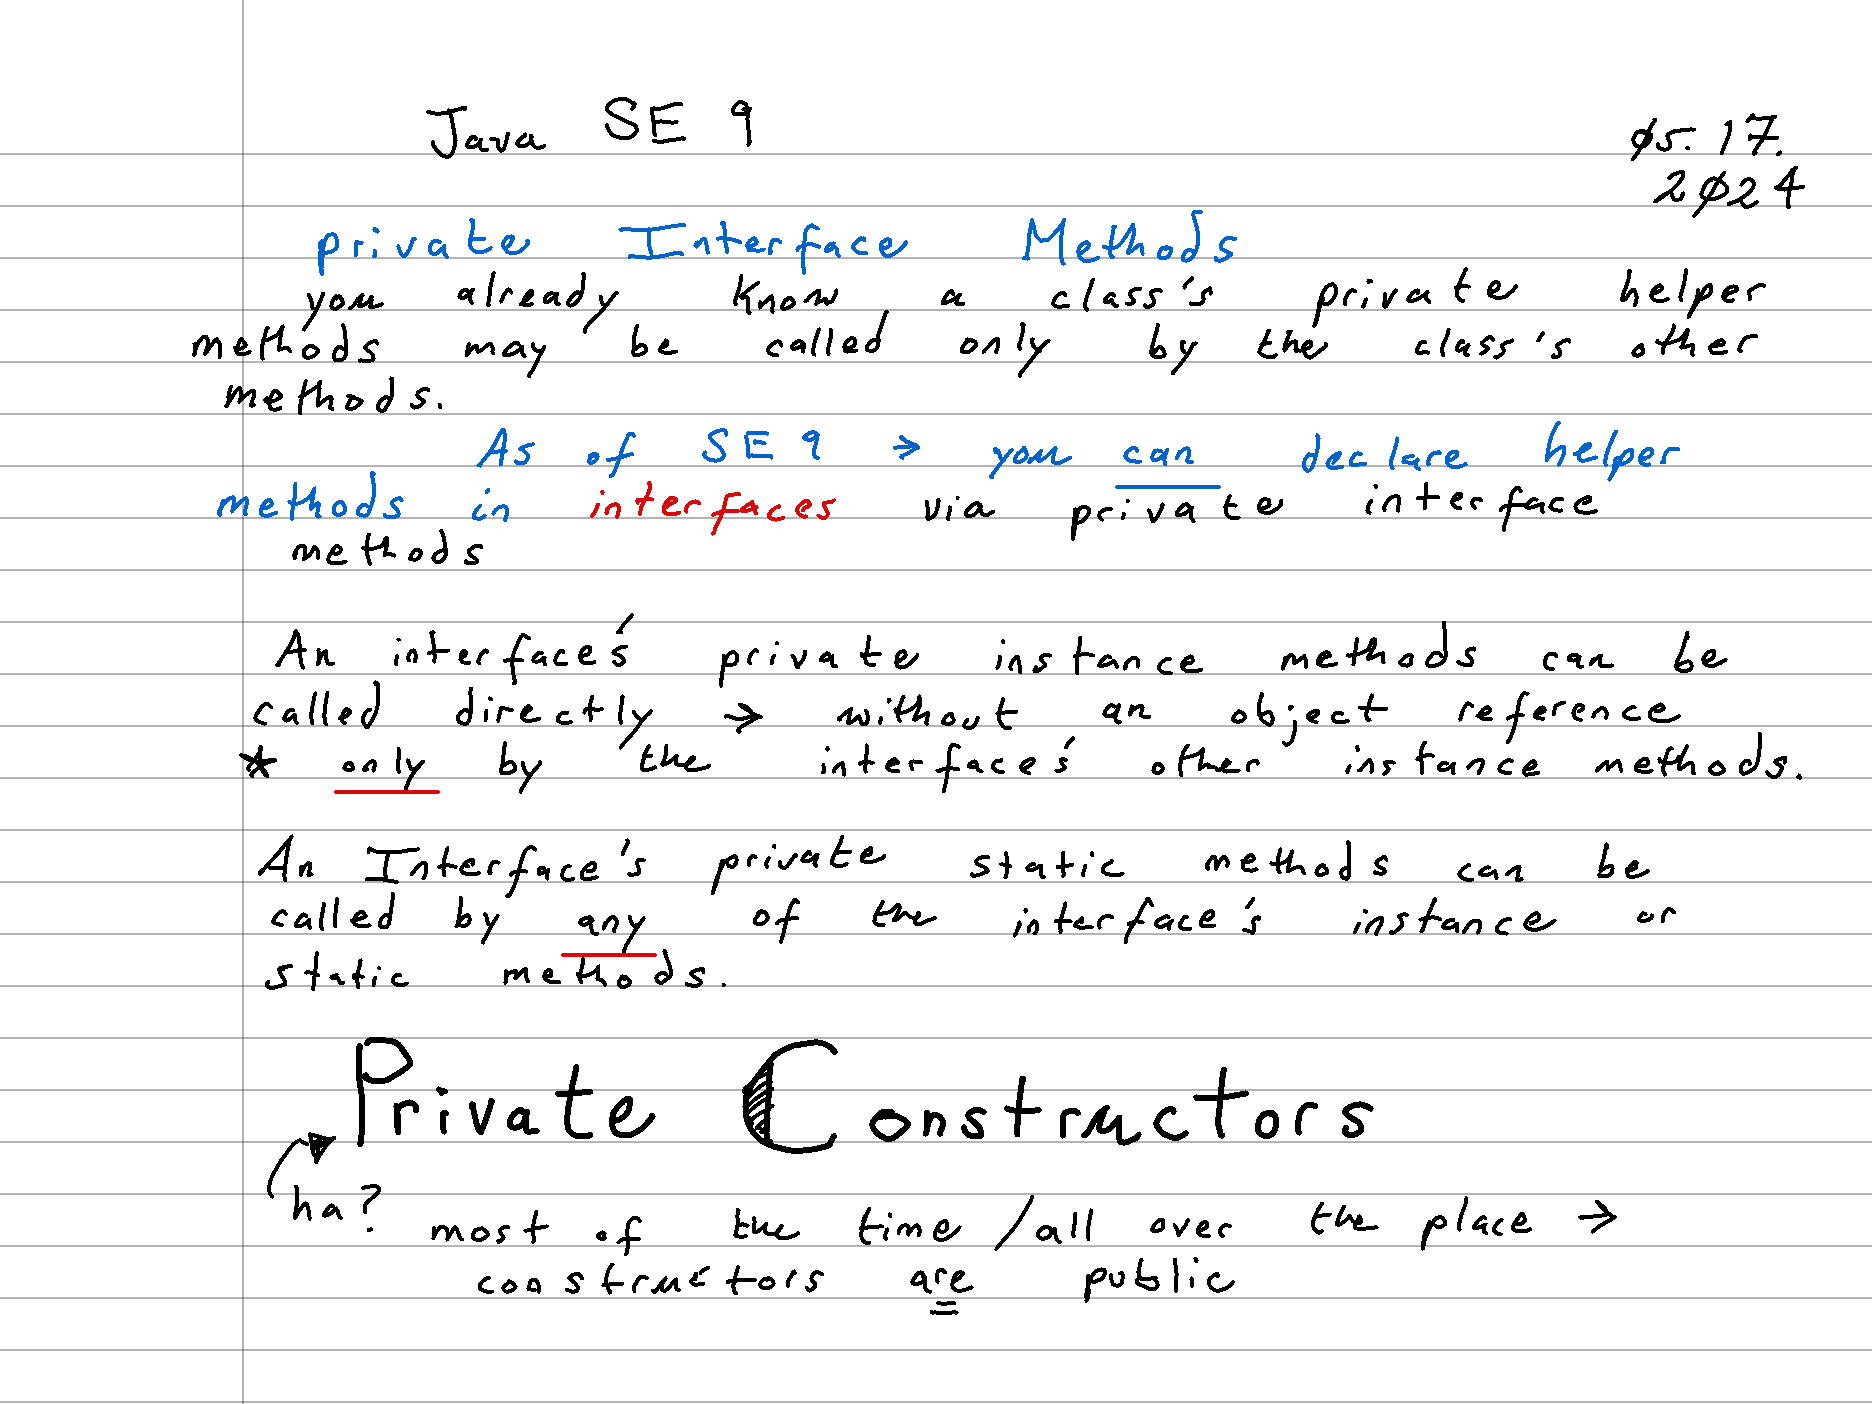 Java SE 9
05. 17.
2024
private Interface Methods
you already know a class's private helper
methods may be called only by the class's other
methods.
As of SE 9 → you can declare helper
methods in interfaces via private interface
methods
An interface's private instance methods can be
called directly → without an object reference
* only by the interface's other instance methods.
An Interface's private static methods can be
called by any of the interface's instance or
static methods.
Private Constructors
ha?
most of the time / all over the place →
constructors are public